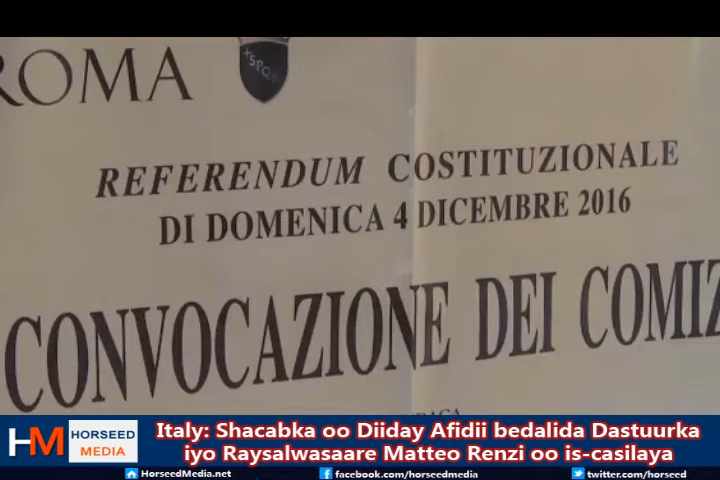 ROMA
SPQR
REFERENDUM COSTITUZIONALE
DI DOMENICA 4 DICEMBRE 2016
CONVOCAZIONE DEI COMIZ
HM HORSEED MEDIA
Italy: Shacabka oo Diiday Afidii bedalida Dastuurka
iyo Raysalwasaare Matteo Renzi oo is-casilaya
HorseedMedia.net facebook.com/horseedmedia twitter.com/horseed